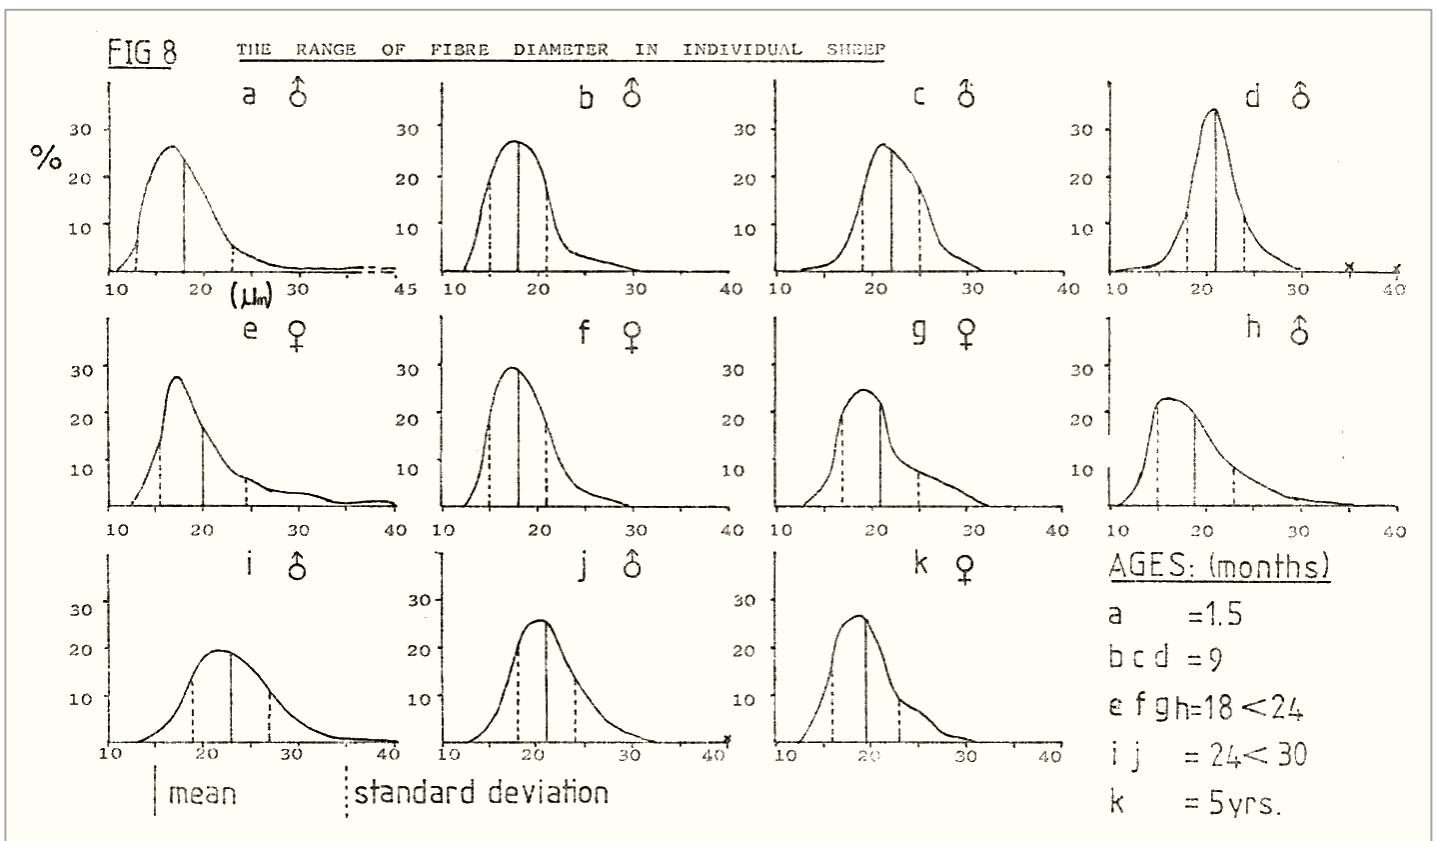 FIG 8 THE RANGE OF FIBRE DIAMETER IN INDIVIDUAL SHEEP
a ♂ b ♂ c ♂ d ♂
% 30 30 30 30
20 20 20 20
10 10 10 10
10 20 30 45 10 20 30 40 10 20 30 40 10 20 30 40
(μm)
e ♀ f ♀ g ♀ h ♂
30 30 30 30
20 20 20 20
10 10 10 10
10 20 30 40 10 20 30 40 10 20 30 40 10 20 30 40
i ♂ j ♂ k ♀
30 30 30
20 20 20
10 10 10
10 20 30 40 10 20 30 40 10 20 30 40
AGES: (months)
a =1.5
b c d =9
e f g h=18 <24
i j = 24< 30
k = 5yrs.
mean standard deviation